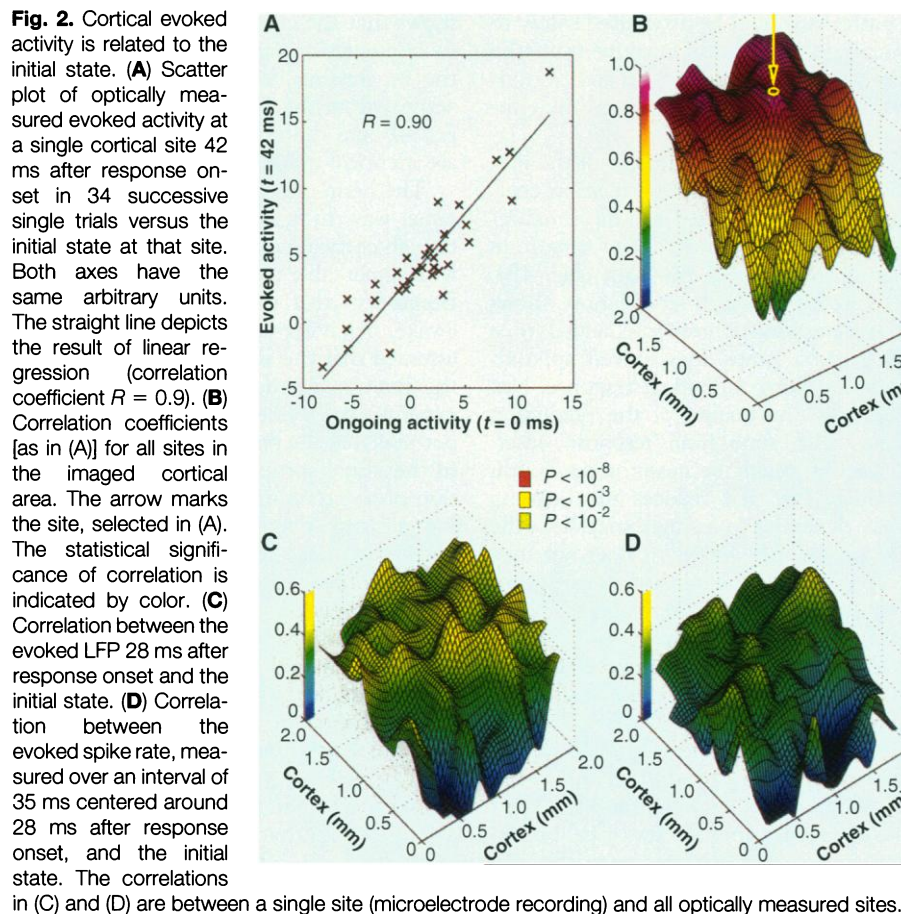 Fig. 2. Cortical evoked
activity is related to the
initial state. (A) Scatter
plot of optically mea-
sured evoked activity at
a single cortical site 42
ms after response on-
set in 34 successive
single trials versus the
initial state at that site.
Both axes have the
same arbitrary units.
The straight line depicts
the result of linear re-
gression (correlation
coefficient R = 0.9). (B)
Correlation coefficients
[as in (A)] for all sites in
the imaged cortical
area. The arrow marks
the site, selected in (A).
The statistical signifi-
cance of correlation is
indicated by color. (C)
Correlation between the
evoked LFP 28 ms after
response onset and the
initial state. (D) Correla-
tion between the
evoked spike rate, mea-
sured over an interval of
35 ms centered around
28 ms after response
onset, and the initial
state. The correlations
in (C) and (D) are between a single site (microelectrode recording) and all optically measured sites.
A
20
15
10
5
0
-5
Evoked activity (t = 42 ms)
R = 0.90
-10 -5 0 5 10 15
Ongoing activity (t = 0 ms)
B
1.0
0.8
0.6
0.4
0.2
0
2.0
1.5
1.0
0.5
0
Cortex (mm)
0
0.5
1.0
1.5
Cortex (m
P < 10⁻⁸
P < 10⁻³
P < 10⁻²
C
0.6
0.4
0.2
0
2.0
1.5
1.0
0.5
0
Cortex (mm)
0
0.5
1.0
1.5
2.0
Cortex (mm)
D
0.6
0.4
0.2
0
2.0
1.5
1.0
0.5
0
Cortex (mm)
0
0.5
1.0
1.5
Cortex (m